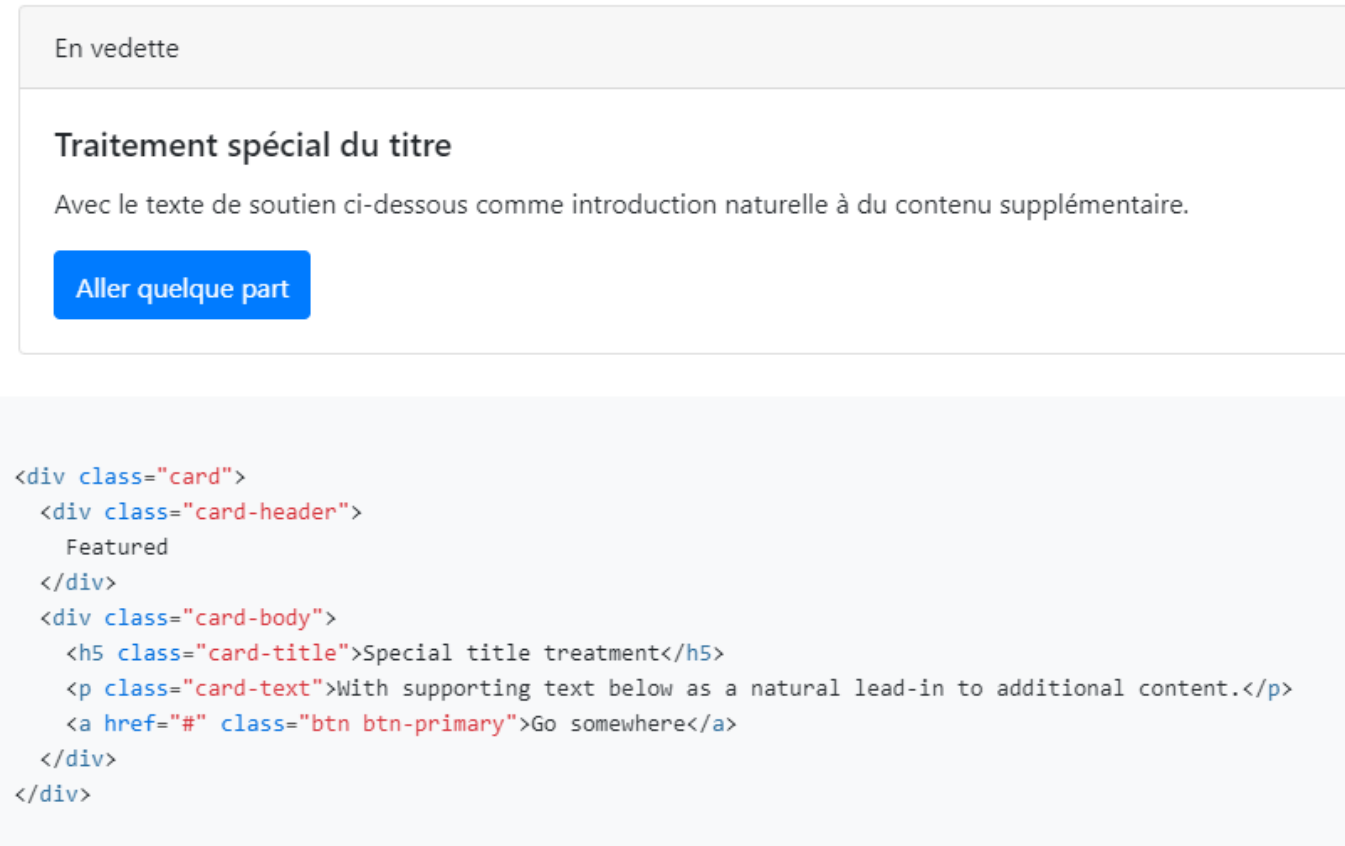 En vedette
Traitement spécial du titre
Avec le texte de soutien ci-dessous comme introduction naturelle à du contenu supplémentaire.
Aller quelque part
<div class="card">
  <div class="card-header">
    Featured
  </div>
  <div class="card-body">
    <h5 class="card-title">Special title treatment</h5>
    <p class="card-text">With supporting text below as a natural lead-in to additional content.</p>
    <a href="#" class="btn btn-primary">Go somewhere</a>
  </div>
</div>